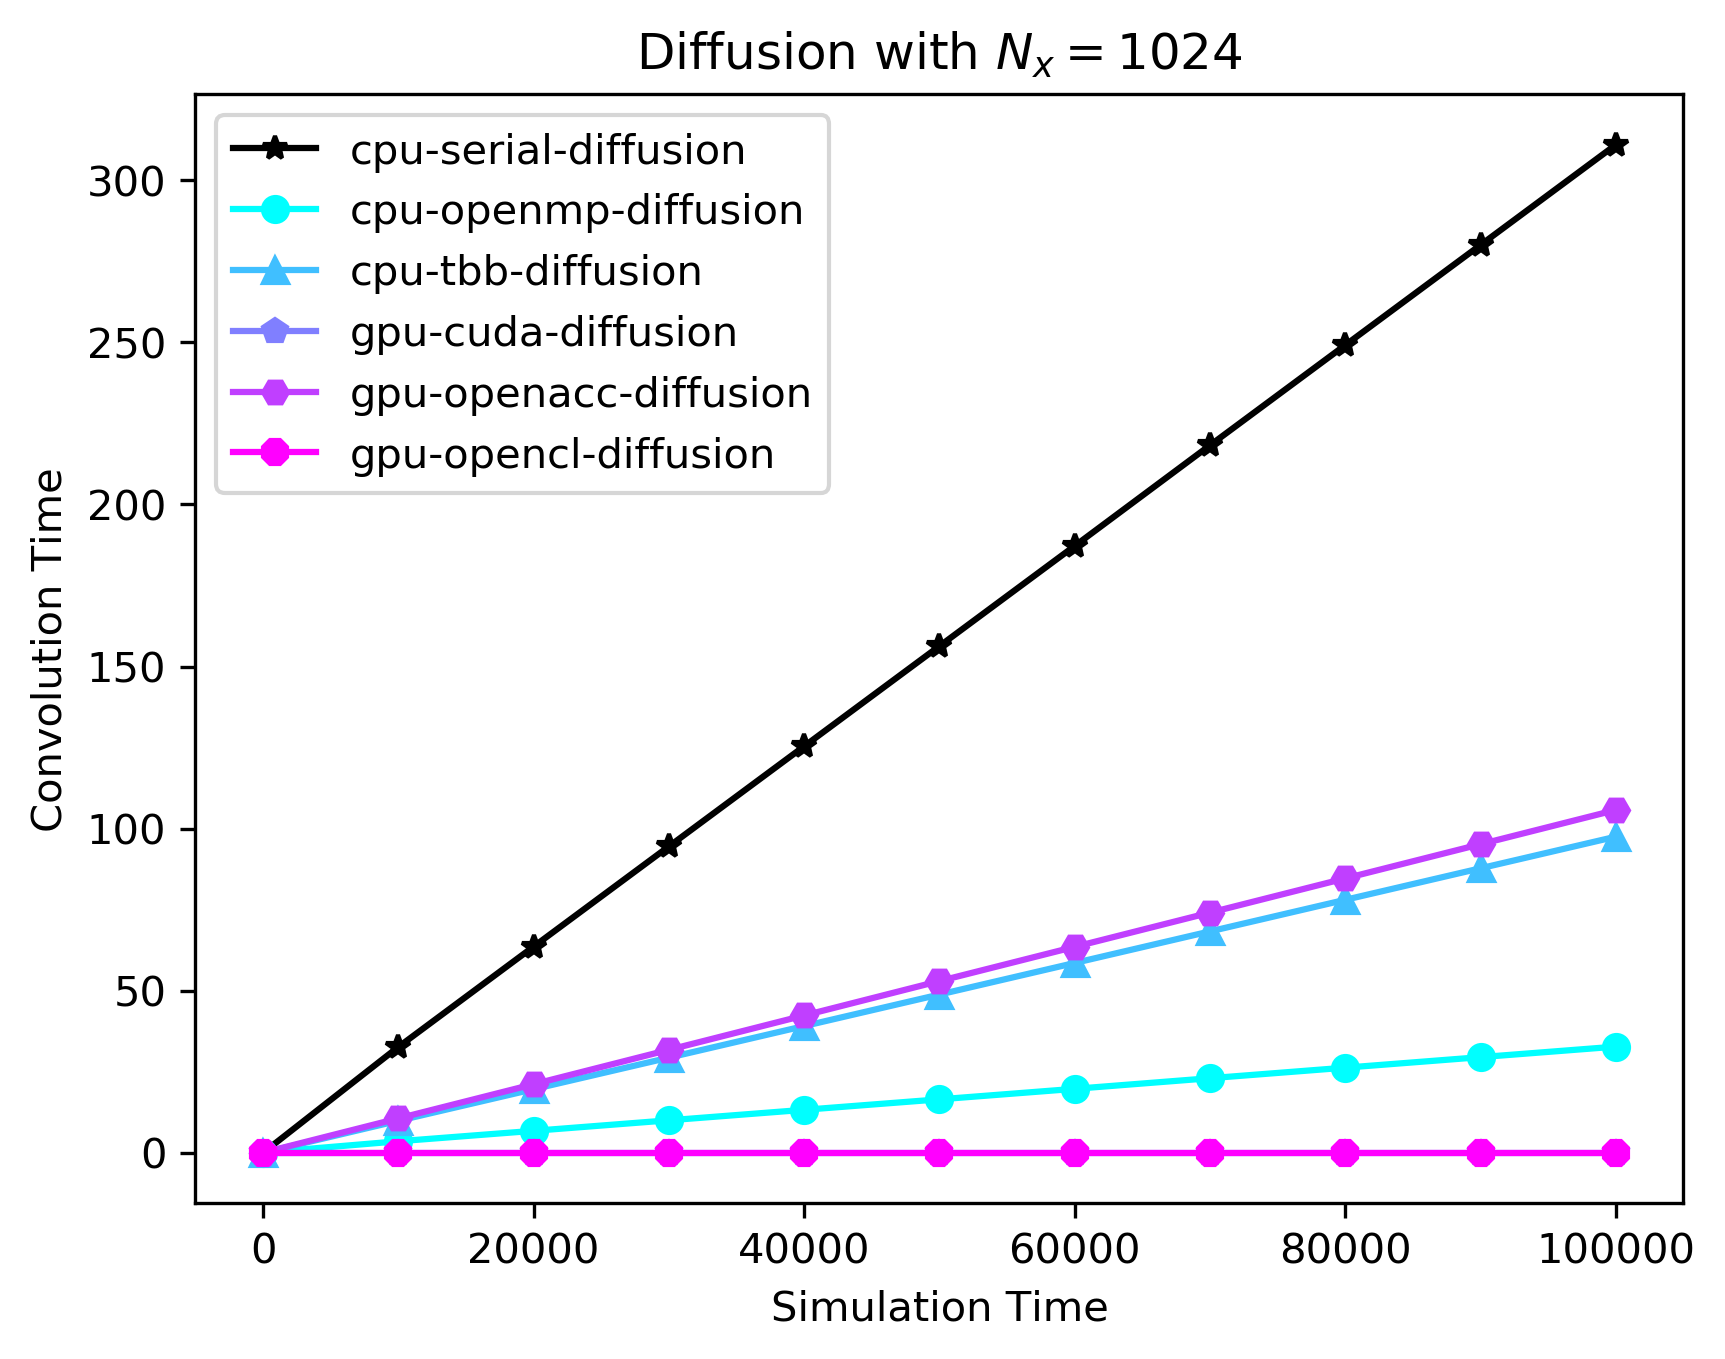 Diffusion with Nₓ = 1024
cpu-serial-diffusion
cpu-openmp-diffusion
cpu-tbb-diffusion
gpu-cuda-diffusion
gpu-openacc-diffusion
gpu-opencl-diffusion
300
250
200
150
100
50
0
Convolution Time
0 20000 40000 60000 80000 100000
Simulation Time